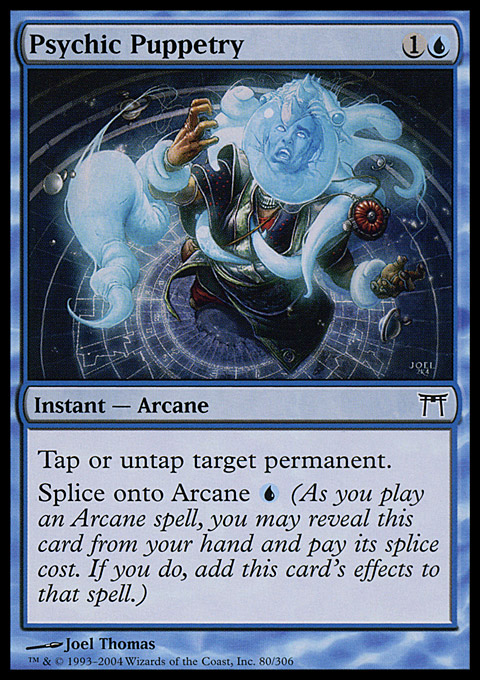 Psychic Puppetry 1
JOEL
2K4
Instant — Arcane
Tap or untap target permanent.
Splice onto Arcane (As you play
an Arcane spell, you may reveal this
card from your hand and pay its splice
cost. If you do, add this card's effects to
that spell.)
Joel Thomas
™ & © 1993–2004 Wizards of the Coast, Inc. 80/306